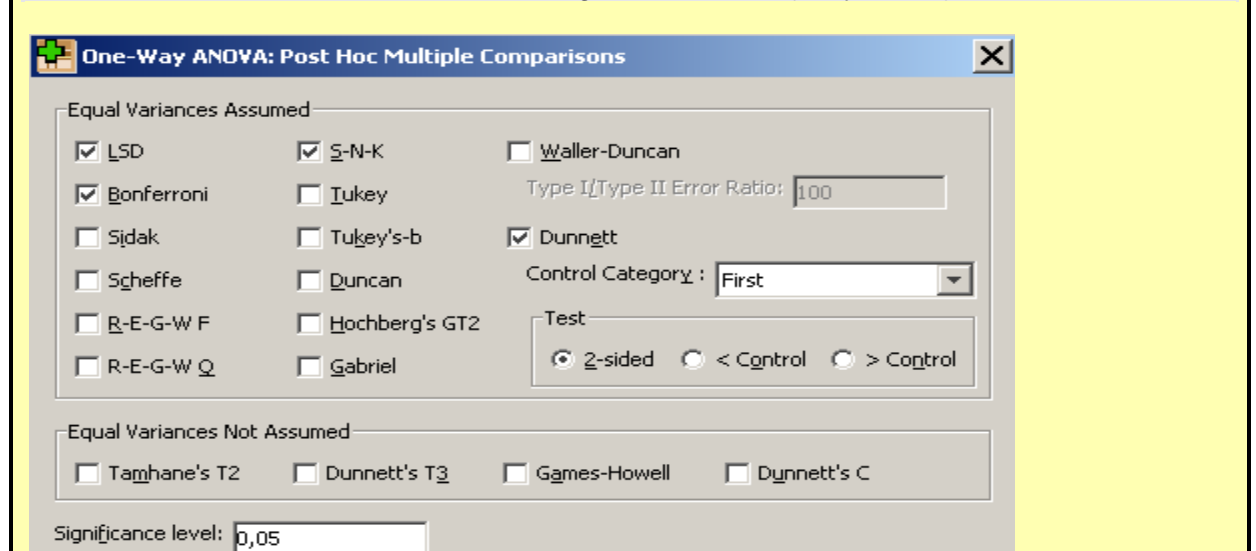 One-Way ANOVA: Post Hoc Multiple Comparisons
Equal Variances Assumed
LSD S-N-K Waller-Duncan
Bonferroni Tukey Type I/Type II Error Ratio: 100
Sidak Tukey's-b Dunnett
Scheffe Duncan Control Category : First
R-E-G-W F Hochberg's GT2 Test
R-E-G-W Q Gabriel 2-sided < Control > Control
Equal Variances Not Assumed
Tamhane's T2 Dunnett's T3 Games-Howell Dunnett's C
Significance level: 0,05